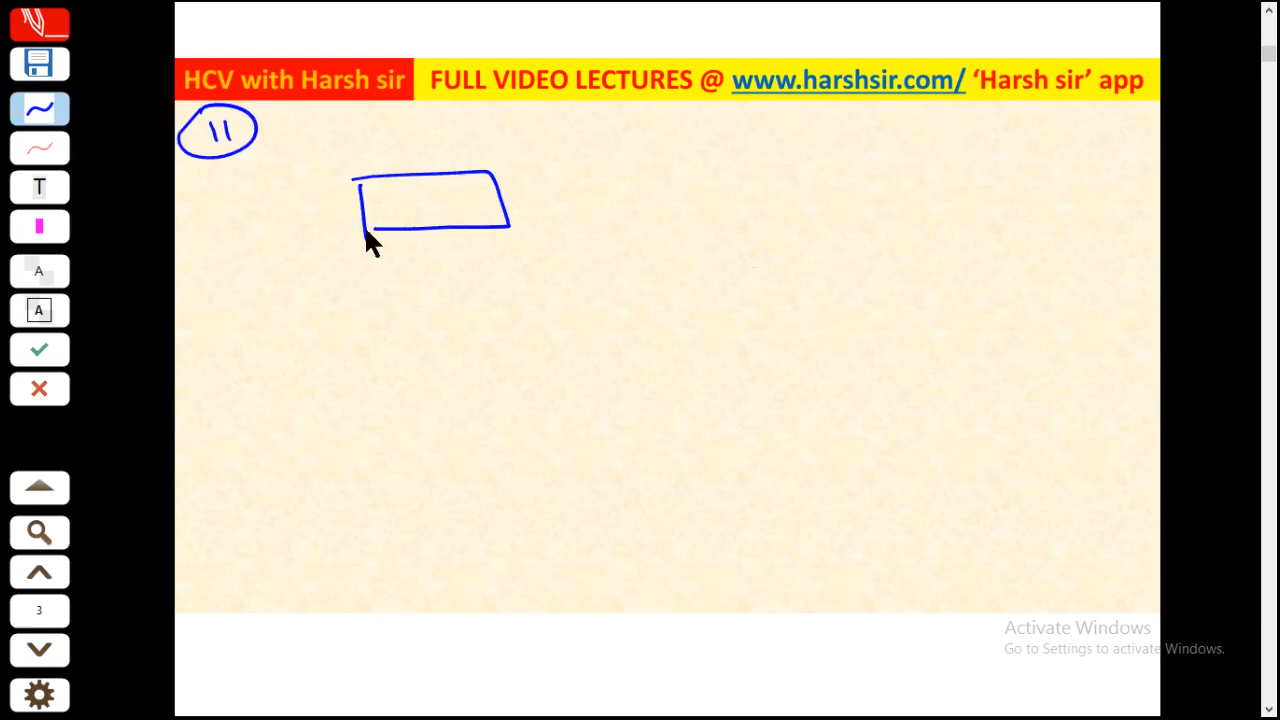 HCV with Harsh sir FULL VIDEO LECTURES @ www.harshsir.com/ ‘Harsh sir’ app
11
T
A
A
3
Activate Windows
Go to Settings to activate Windows.